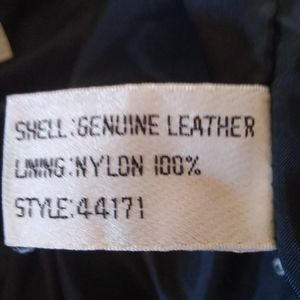 SHELL:GENUINE LEATHER
LINING:NYLON 100%
STYLE:44171